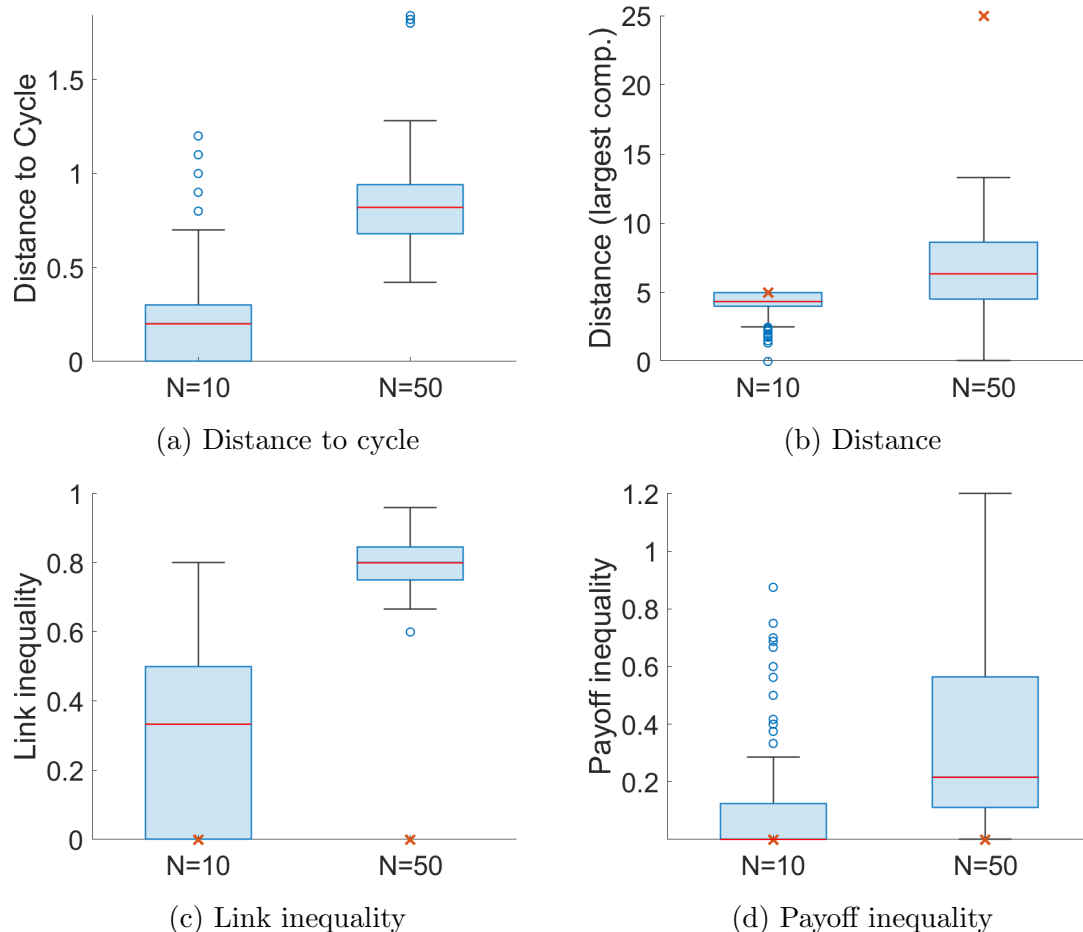 Distance to Cycle
1.5
1
0.5
0
N=10
N=50
(a) Distance to cycle
Distance (largest comp.)
25
20
15
10
5
0
N=10
N=50
(b) Distance
Link inequality
1
0.8
0.6
0.4
0.2
0
N=10
N=50
(c) Link inequality
Payoff inequality
1.2
1
0.8
0.6
0.4
0.2
N=10
N=50
(d) Payoff inequality